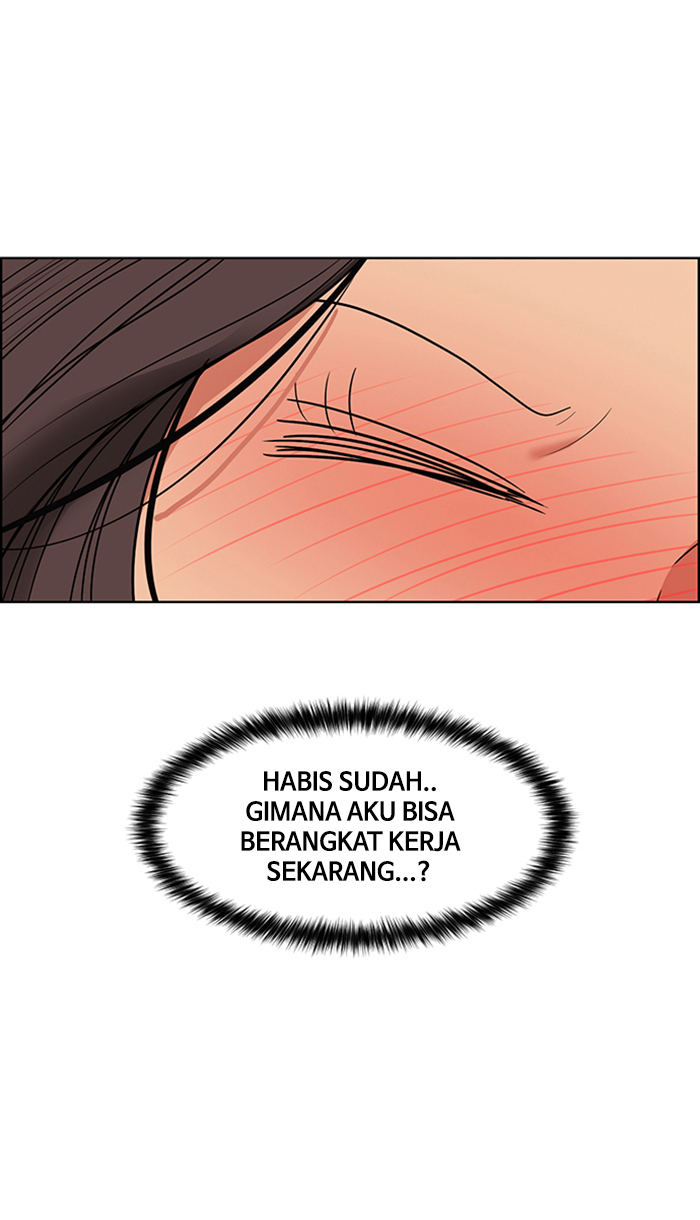 HABIS SUDAH..
GIMANA AKU BISA
BERANGKAT KERJA
SEKARANG...?